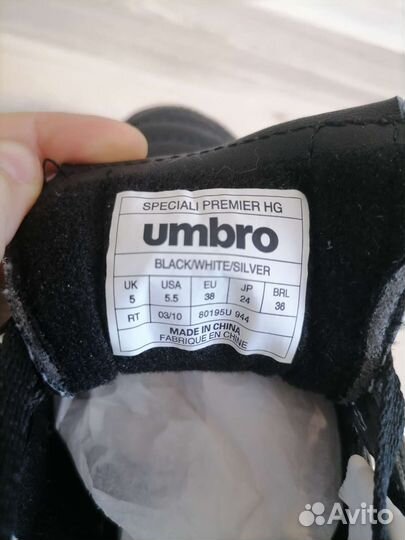 SPECIALI PREMIER HG
umbro
BLACK/WHITE/SILVER
UK USA EU JP BRL
5 5.5 38 24 36
RT 03/10 80195U 944
MADE IN CHINA
FABRIQUE EN CHINE
Avito